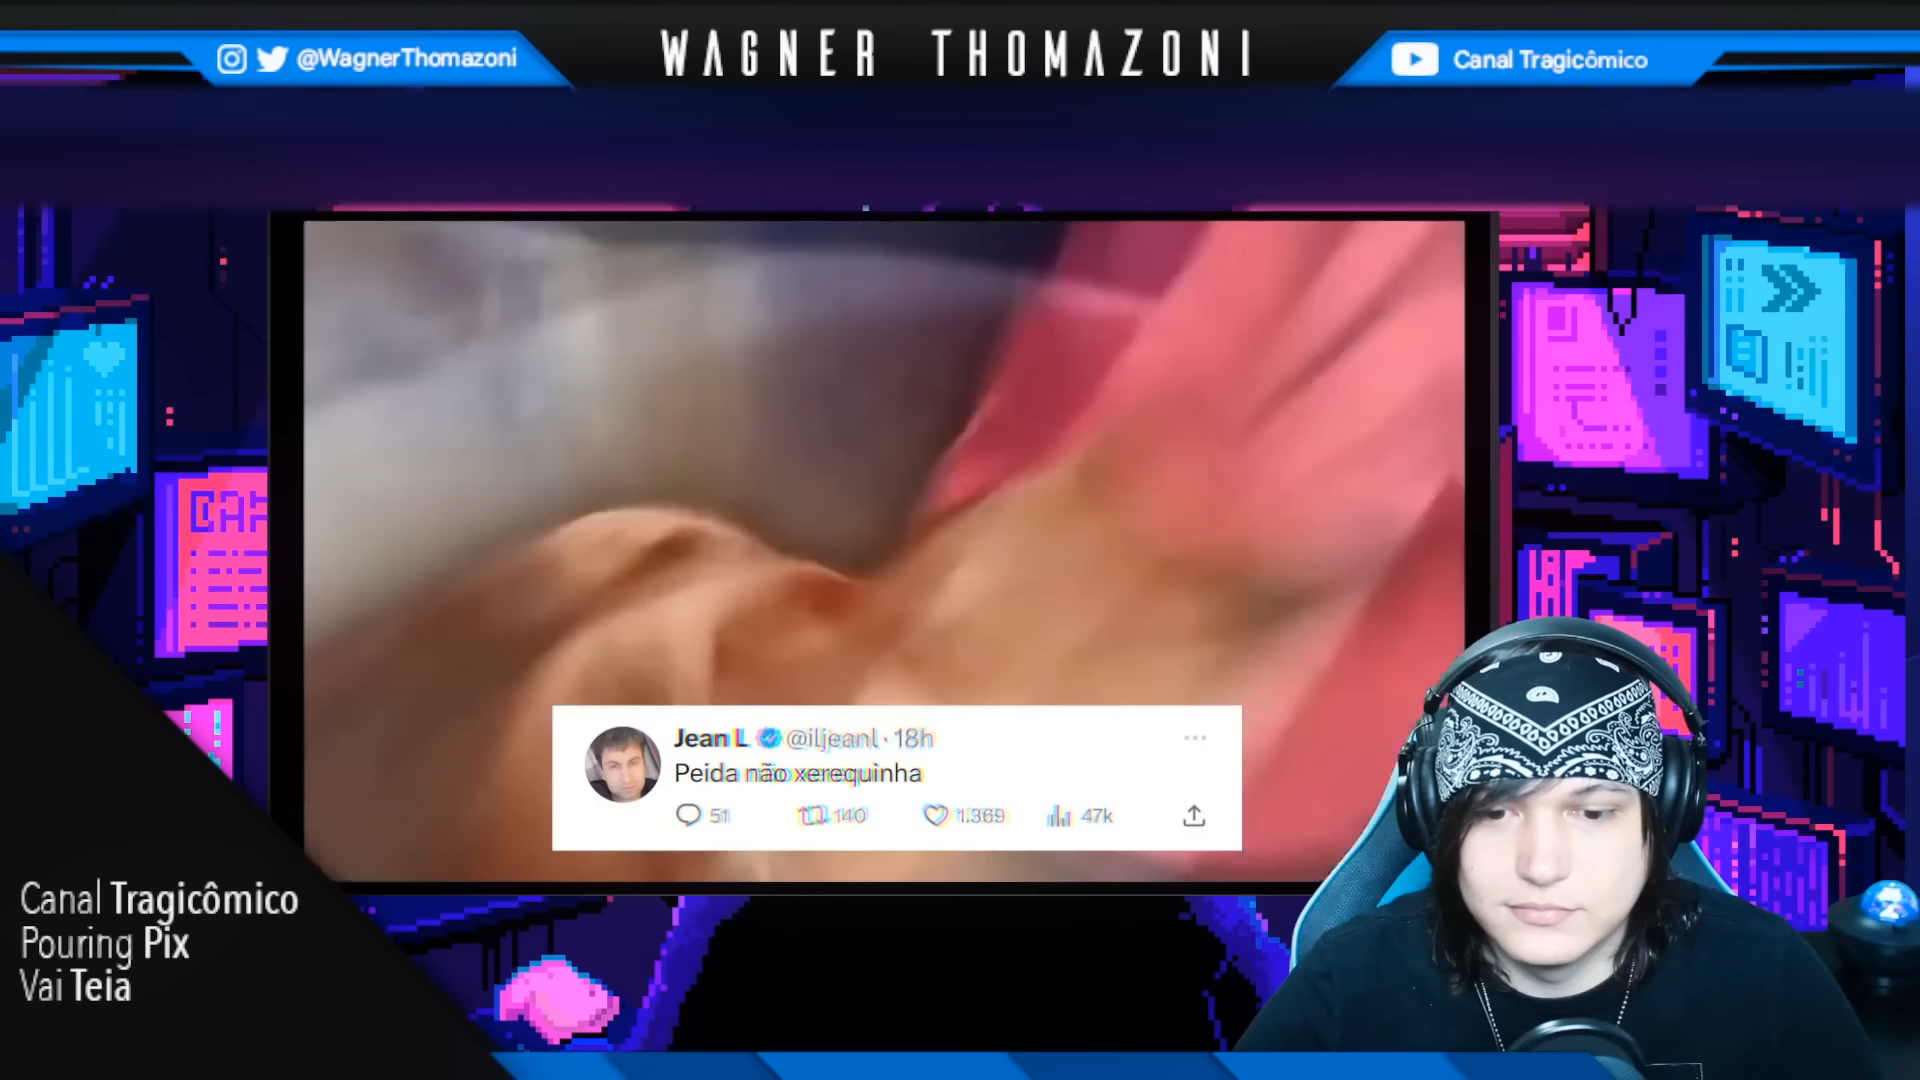 @WagnerThomazoni
WAGNER THOMAZONI
Canal Tragicômico
Jean L @iljeanl · 18h
Peida não xerequinha
51 140 1.369 47k
Canal Tragicômico
Pouring Pix
Vai Teia